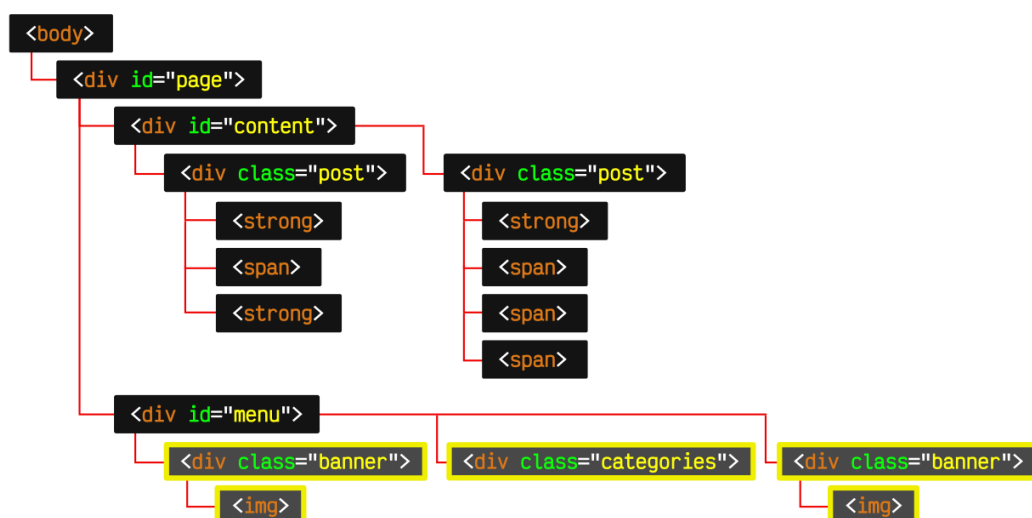 <body>
<div id="page">
<div id="content">
<div class="post"> <div class="post">
<strong> <strong>
<span> <span>
<strong> <span>
<span>
<div id="menu">
<div class="banner"> <div class="categories"> <div class="banner">
<img> <img>